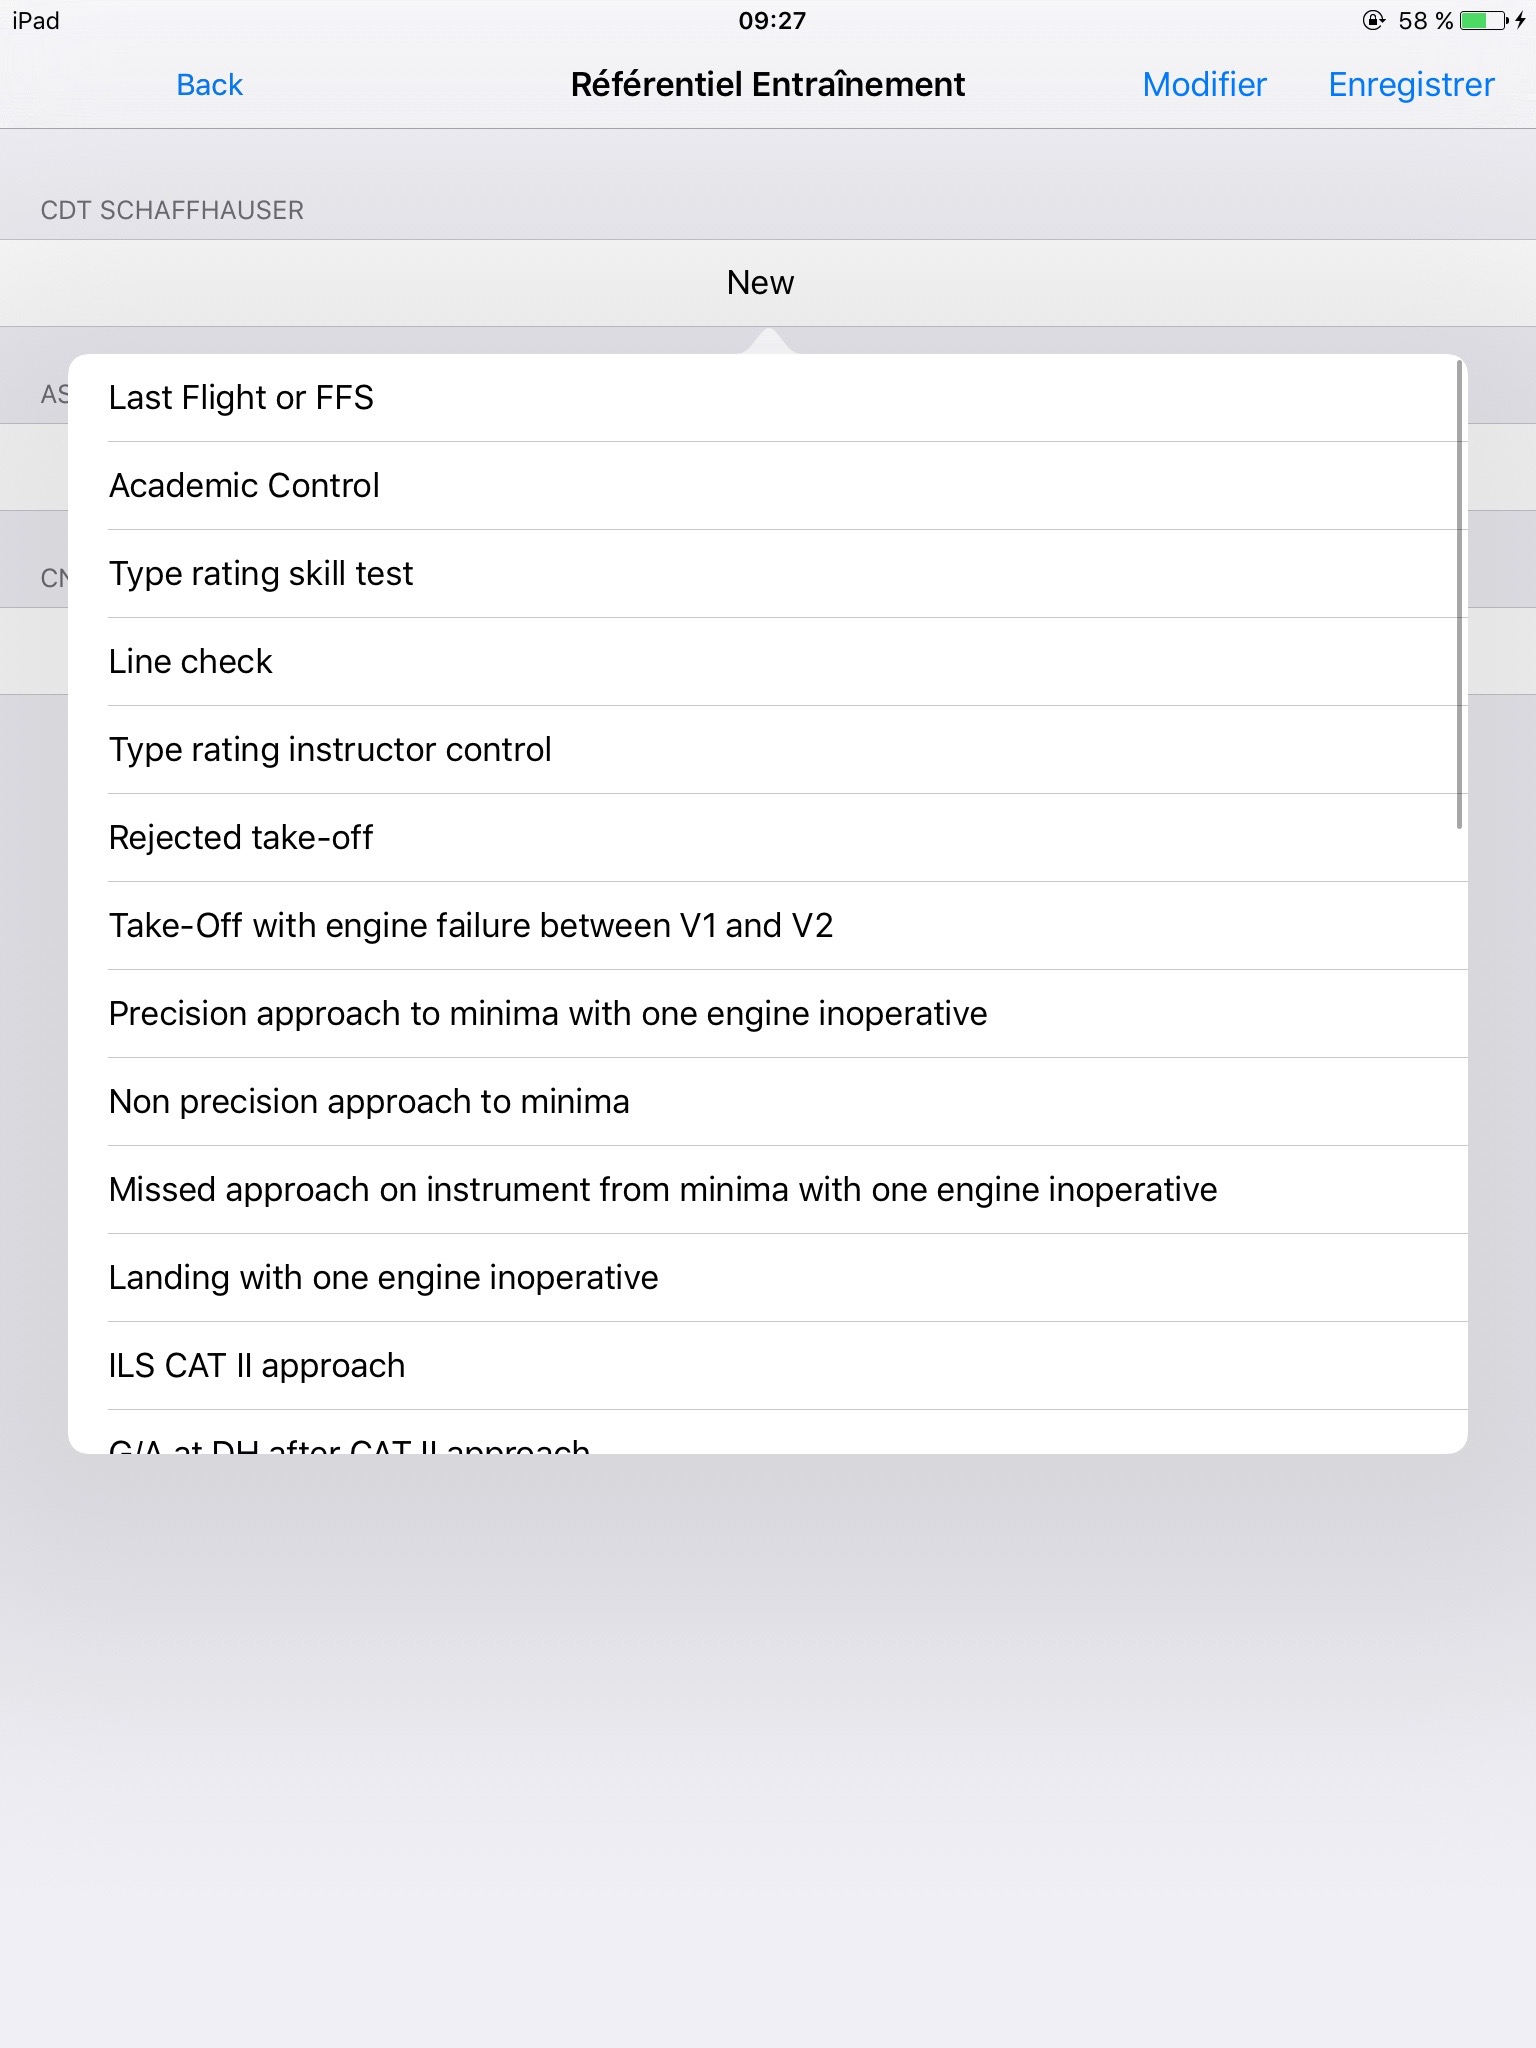 iPad
09:27
58 %
Back
Référentiel Entraînement
Modifier
Enregistrer
CDT SCHAFFHAUSER
New
AS
CN
Last Flight or FFS
Academic Control
Type rating skill test
Line check
Type rating instructor control
Rejected take-off
Take-Off with engine failure between V1 and V2
Precision approach to minima with one engine inoperative
Non precision approach to minima
Missed approach on instrument from minima with one engine inoperative
Landing with one engine inoperative
ILS CAT II approach
G/A at DH after CAT II approach